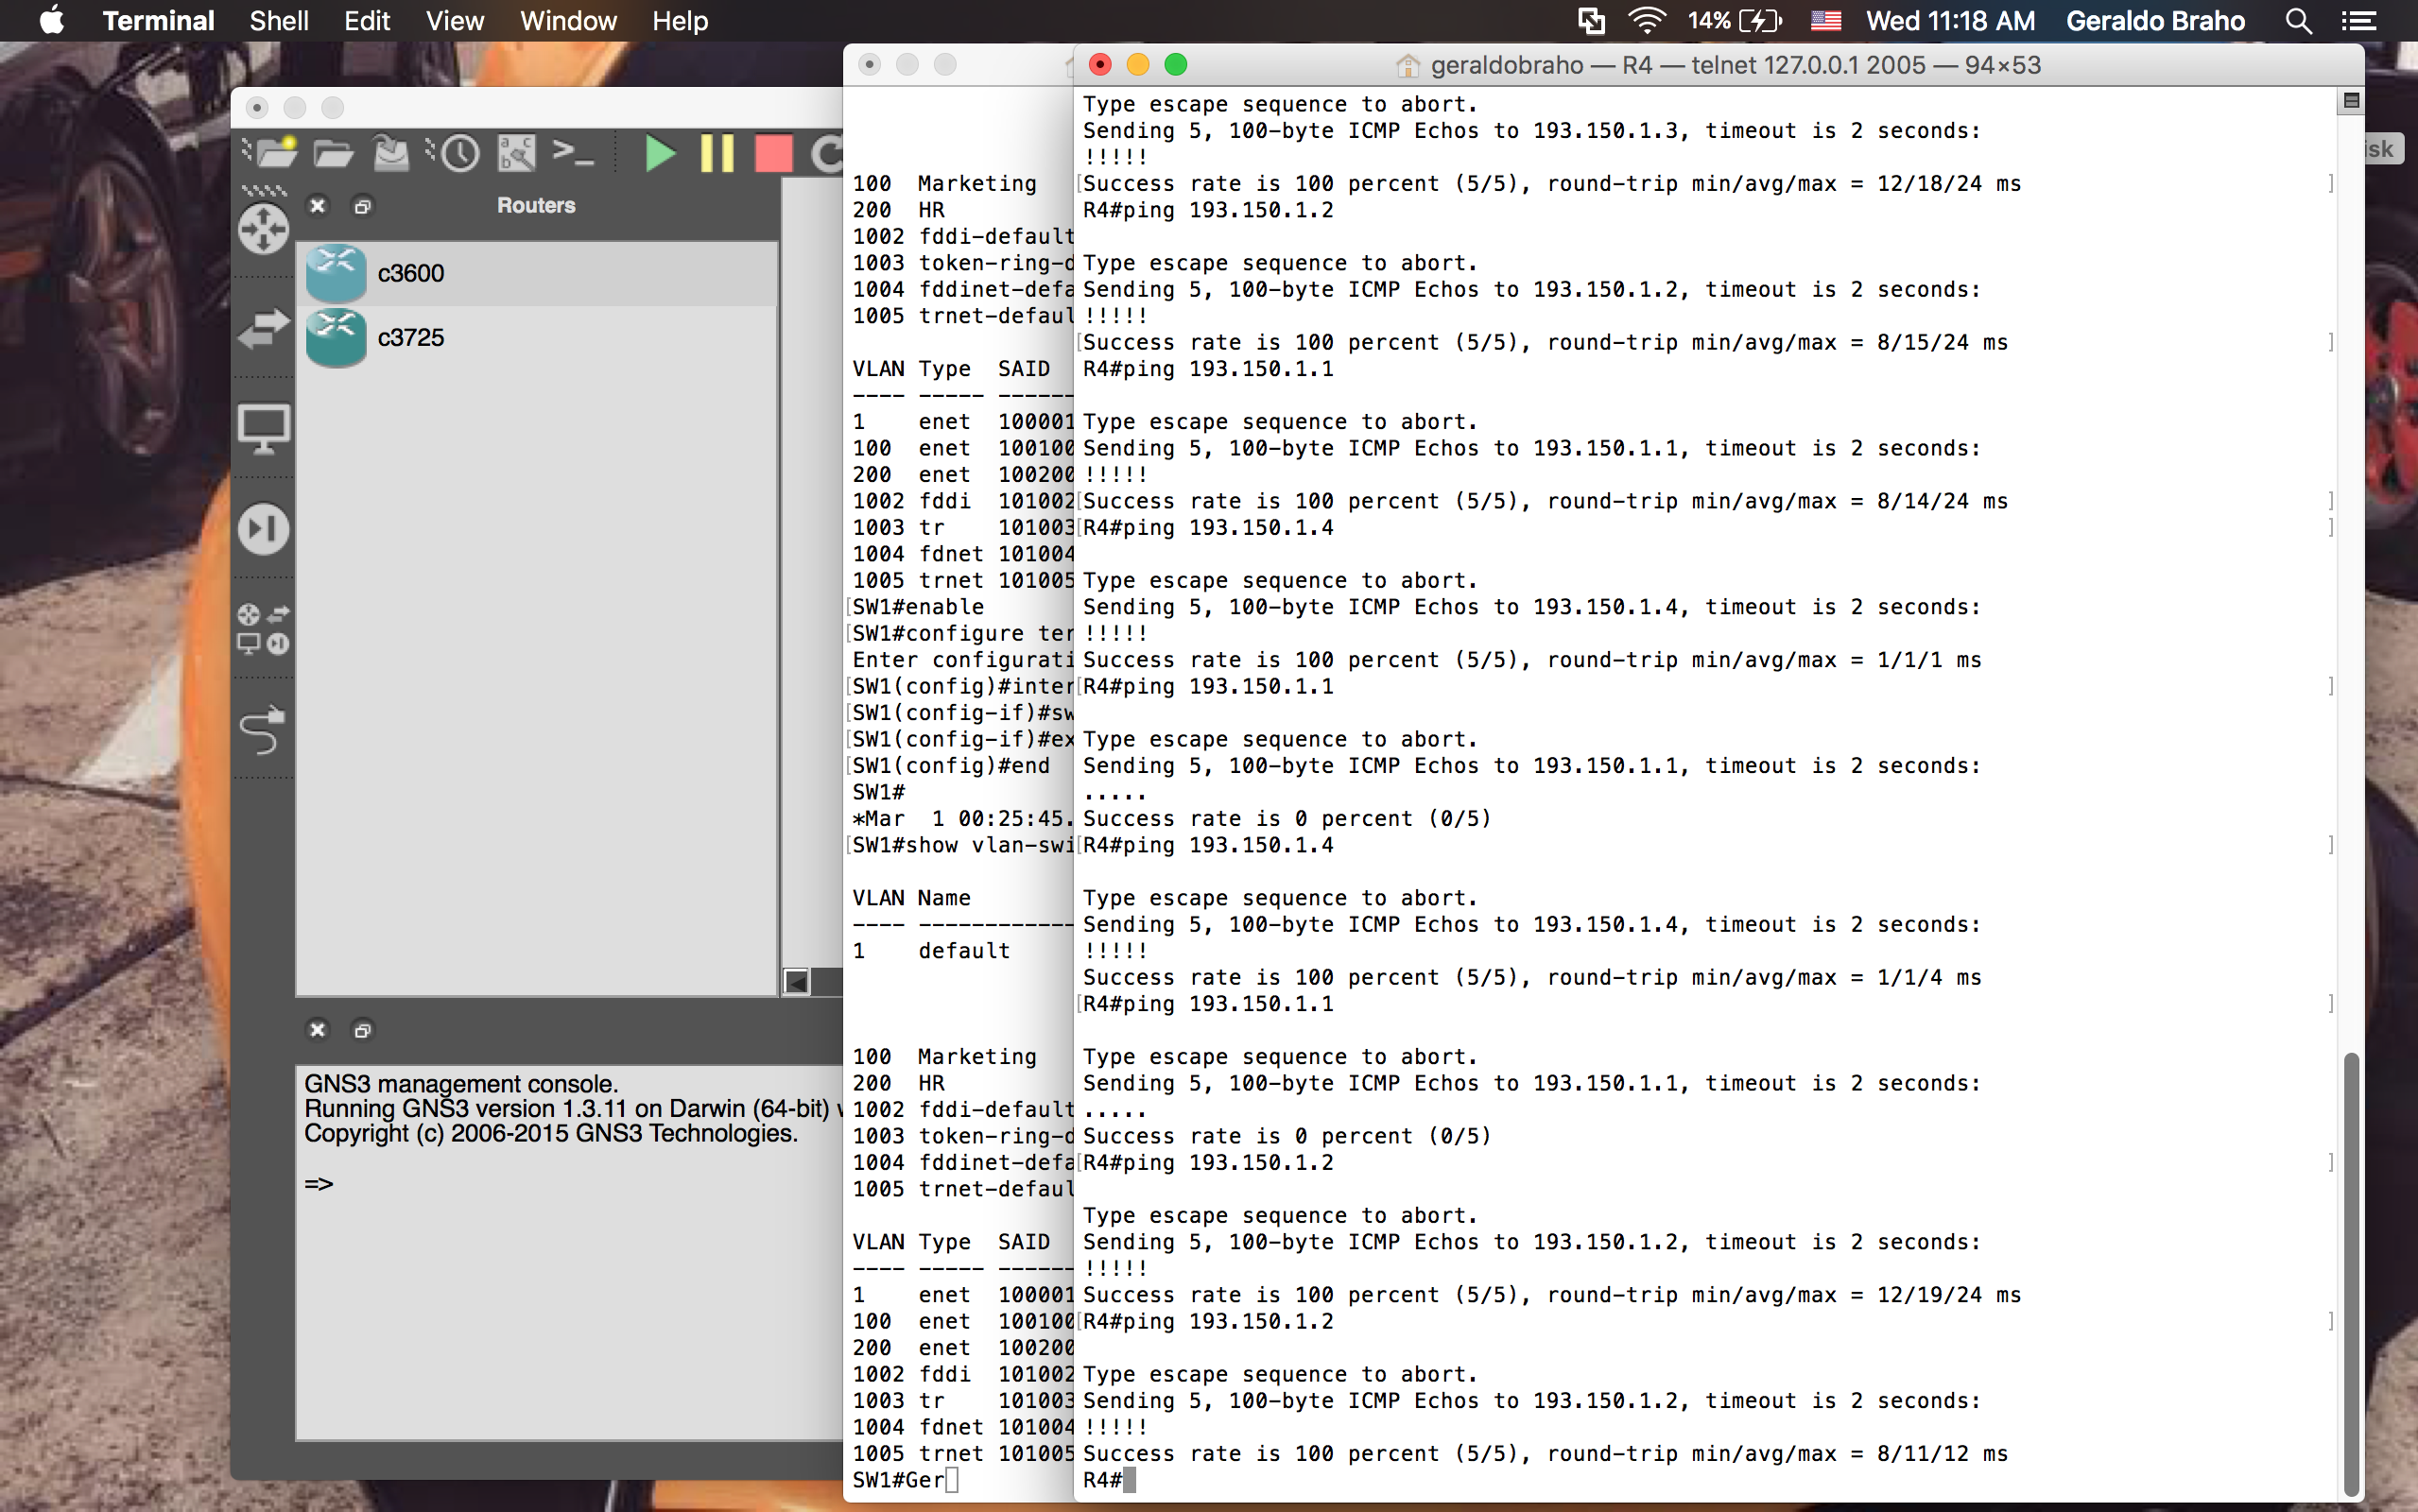 Terminal Shell Edit View Window Help 14% Wed 11:18 AM Geraldo Braho
Routers
c3600
c3725
GNS3 management console.
Running GNS3 version 1.3.11 on Darwin (64-bit)
Copyright (c) 2006-2015 GNS3 Technologies.
=>
100 Marketing
200 HR
1002 fddi-default
1003 token-ring-d
1004 fddinet-defa
1005 trnet-defaul
VLAN Type SAID
---- ----- ------
1 enet 100001
100 enet 100100
200 enet 100200
1002 fddi 101002
1003 tr 101003
1004 fdnet 101004
1005 trnet 101005
SW1#enable
SW1#configure ter
Enter configurati
SW1(config)#inter
SW1(config-if)#sw
SW1(config-if)#ex
SW1(config)#end
SW1#
*Mar 1 00:25:45.
SW1#show vlan-swi
VLAN Name
---- ------------
1 default
100 Marketing
200 HR
1002 fddi-default
1003 token-ring-d
1004 fddinet-defa
1005 trnet-defaul
VLAN Type SAID
---- ----- ------
1 enet 100001
100 enet 100100
200 enet 100200
1002 fddi 101002
1003 tr 101003
1004 fdnet 101004
1005 trnet 101005
SW1#Ger
geraldobraho — R4 — telnet 127.0.0.1 2005 — 94×53
Type escape sequence to abort.
Sending 5, 100-byte ICMP Echos to 193.150.1.3, timeout is 2 seconds:
!!!!!
Success rate is 100 percent (5/5), round-trip min/avg/max = 12/18/24 ms
R4#ping 193.150.1.2
Type escape sequence to abort.
Sending 5, 100-byte ICMP Echos to 193.150.1.2, timeout is 2 seconds:
!!!!!
Success rate is 100 percent (5/5), round-trip min/avg/max = 8/15/24 ms
R4#ping 193.150.1.1
Type escape sequence to abort.
Sending 5, 100-byte ICMP Echos to 193.150.1.1, timeout is 2 seconds:
!!!!!
Success rate is 100 percent (5/5), round-trip min/avg/max = 8/14/24 ms
R4#ping 193.150.1.4
Type escape sequence to abort.
Sending 5, 100-byte ICMP Echos to 193.150.1.4, timeout is 2 seconds:
!!!!!
Success rate is 100 percent (5/5), round-trip min/avg/max = 1/1/1 ms
R4#ping 193.150.1.1
Type escape sequence to abort.
Sending 5, 100-byte ICMP Echos to 193.150.1.1, timeout is 2 seconds:
.....
Success rate is 0 percent (0/5)
R4#ping 193.150.1.4
Type escape sequence to abort.
Sending 5, 100-byte ICMP Echos to 193.150.1.4, timeout is 2 seconds:
!!!!!
Success rate is 100 percent (5/5), round-trip min/avg/max = 1/1/4 ms
R4#ping 193.150.1.1
Type escape sequence to abort.
Sending 5, 100-byte ICMP Echos to 193.150.1.1, timeout is 2 seconds:
.....
Success rate is 0 percent (0/5)
R4#ping 193.150.1.2
Type escape sequence to abort.
Sending 5, 100-byte ICMP Echos to 193.150.1.2, timeout is 2 seconds:
!!!!!
Success rate is 100 percent (5/5), round-trip min/avg/max = 12/19/24 ms
R4#ping 193.150.1.2
Type escape sequence to abort.
Sending 5, 100-byte ICMP Echos to 193.150.1.2, timeout is 2 seconds:
!!!!!
Success rate is 100 percent (5/5), round-trip min/avg/max = 8/11/12 ms
R4#
isk